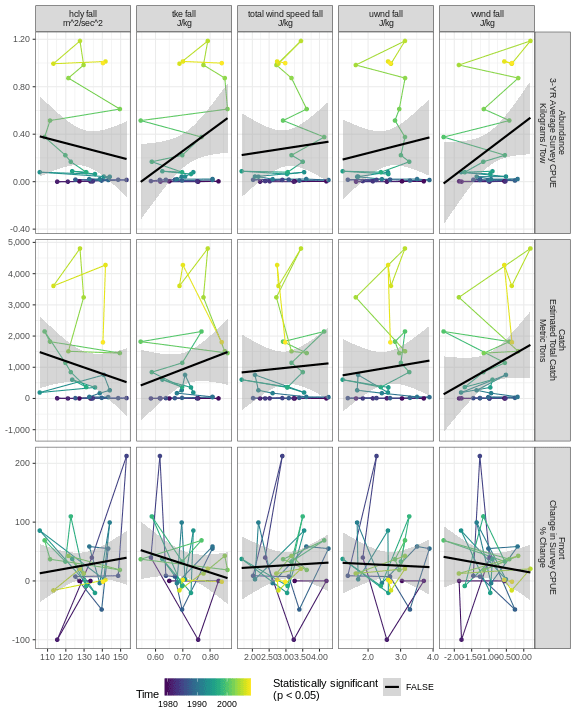 hcly fall
m^2/sec^2
tke fall
J/kg
total wind speed fall
J/kg
uwnd fall
J/kg
vwnd fall
J/kg
1.20
0.80
0.40
0.00
-0.40
Abundance
3-YR Average Survey CPUE
Kilograms / Tow
5,000
4,000
3,000
2,000
1,000
0
-1,000
Catch
Estimated Total Catch
Metric Tons
200
100
0
-100
Fmort
Change in Survey CPUE
% Change
110 120 130 140 150
0.60 0.70 0.80
2.00 2.50 3.00 3.50 4.00
2.0 3.0 4.0
-2.00 -1.50 -1.00 -0.50 0.00
Time
1980 1990 2000
Statistically significant
(p < 0.05)
FALSE